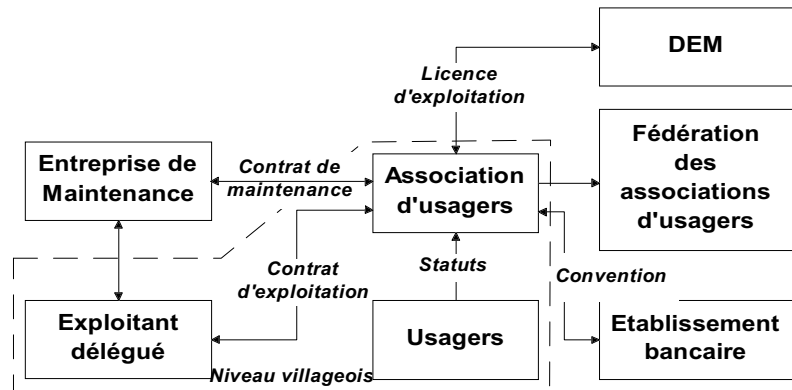 DEM
Licence
d'exploitation
Fédération
des
associations
d'usagers
Entreprise de
Maintenance
Contrat de
maintenance
Association
d'usagers
Contrat
d'exploitation
Statuts
Convention
Exploitant
délégué
Usagers
Etablissement
bancaire
Niveau villageois